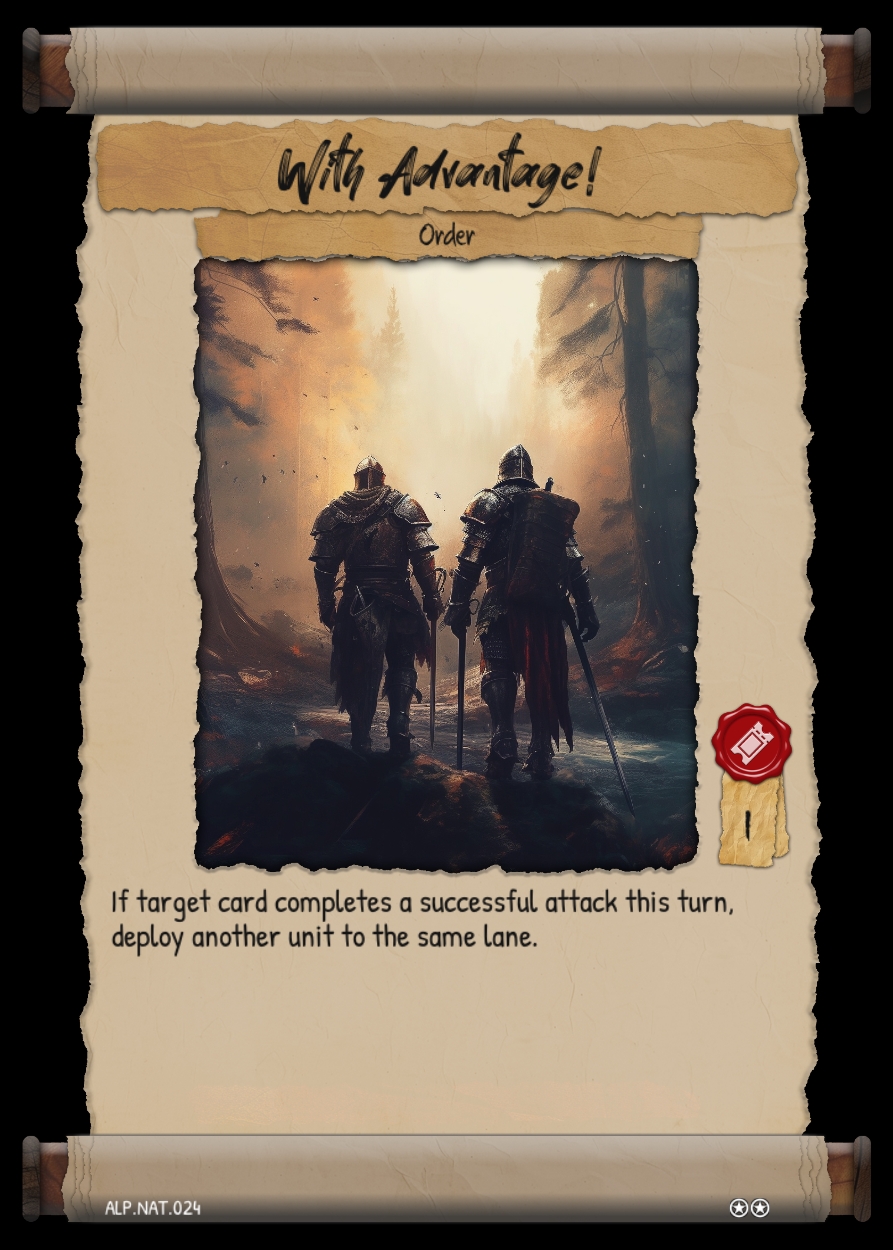 With Advantage!
Order
1
If target card completes a successful attack this turn,
deploy another unit to the same lane.
ALP.NAT.024